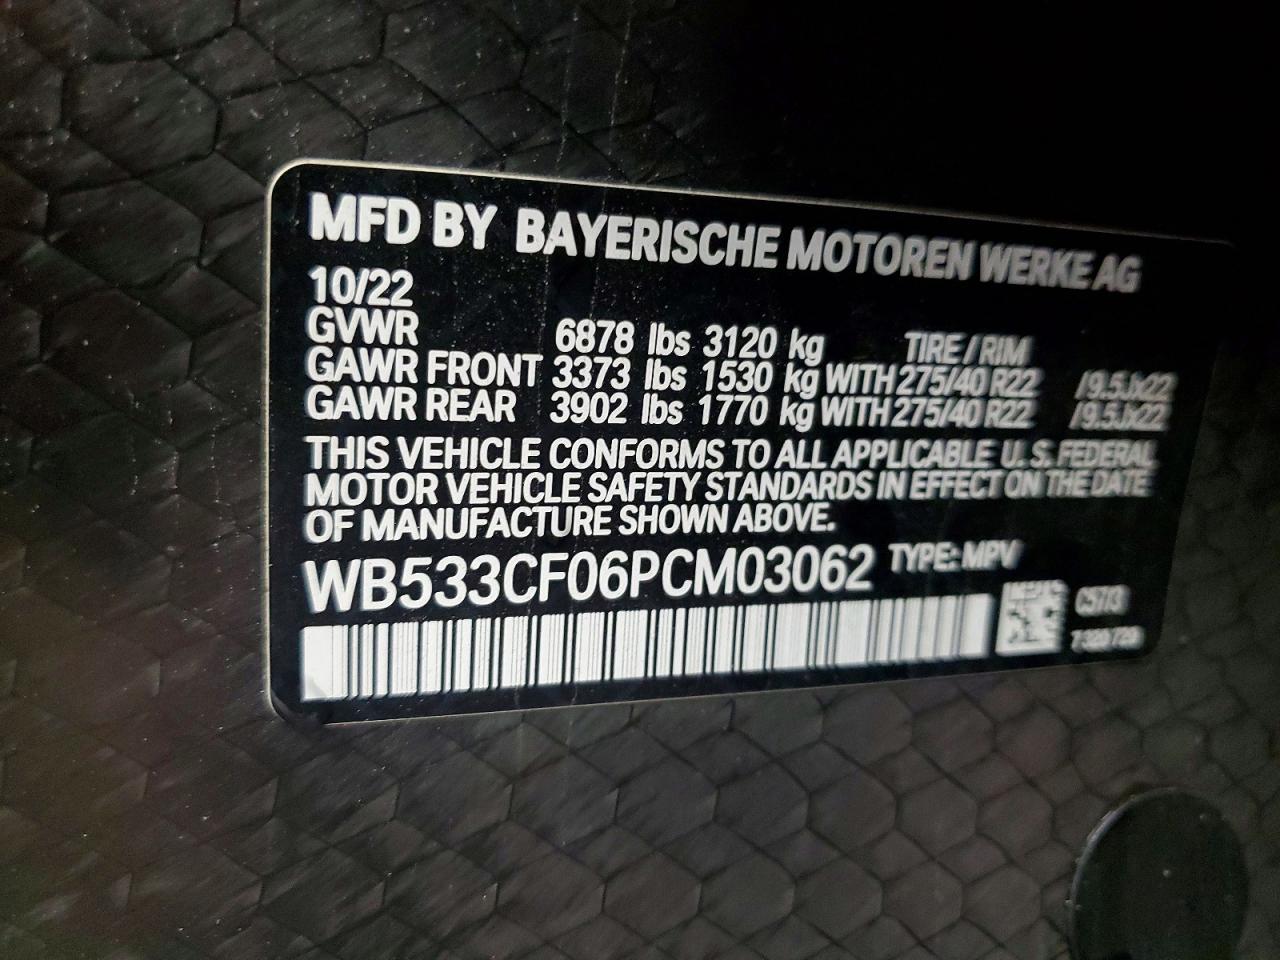 MFD BY BAYERISCHE MOTOREN WERKE AG
10/22
GVWR 6878 lbs 3120 kg TIRE / RIM
GAWR FRONT 3373 lbs 1530 kg WITH 275/40 R22 /9.5Jx22
GAWR REAR 3902 lbs 1770 kg WITH 275/40 R22 /9.5Jx22
THIS VEHICLE CONFORMS TO ALL APPLICABLE U. S. FEDERAL
MOTOR VEHICLE SAFETY STANDARDS IN EFFECT ON THE DATE
OF MANUFACTURE SHOWN ABOVE.
WB533CF06PCM03062 TYPE: MPV